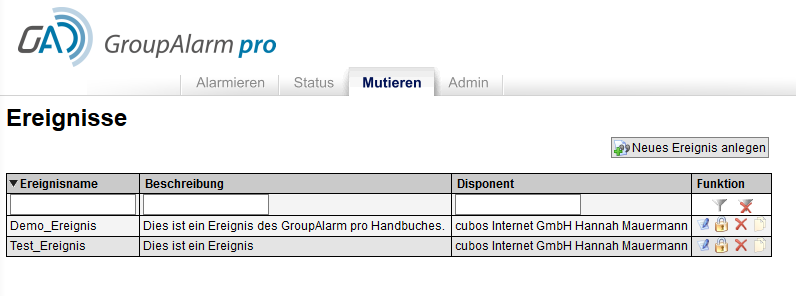 GA GroupAlarm pro
Alarmieren Status Mutieren Admin
Ereignisse
Neues Ereignis anlegen
Ereignisname Beschreibung Disponent Funktion
Demo_Ereignis Dies ist ein Ereignis des GroupAlarm pro Handbuches. cubos Internet GmbH Hannah Mauermann
Test_Ereignis Dies ist ein Ereignis cubos Internet GmbH Hannah Mauermann